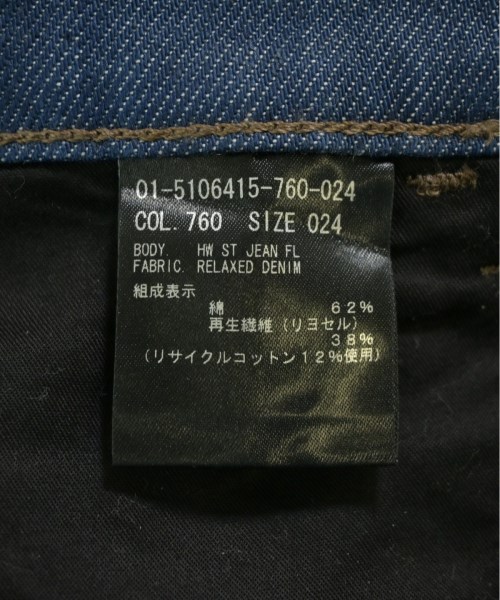 01-5106415-760-024
COL. 760 SIZE 024
BODY. HW ST JEAN FL
FABRIC. RELAXED DENIM
組成表示
綿 62%
再生繊維(リヨセル)
38%
(リサイクルコットン12%使用)